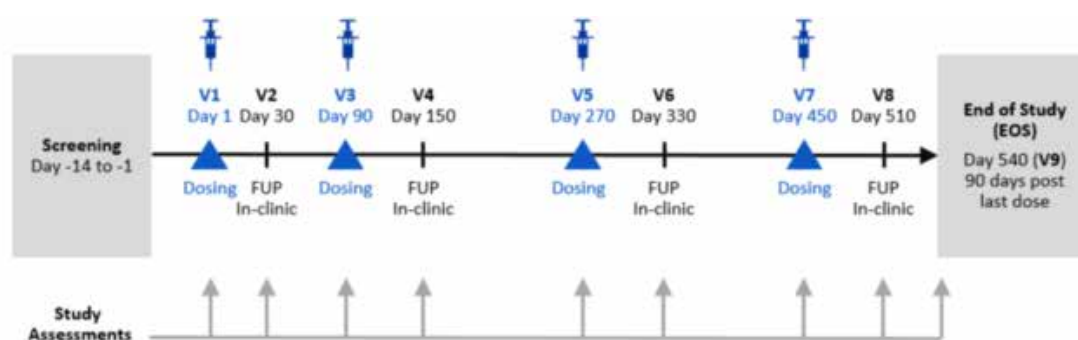 Screening
Day -14 to -1
V1
Day 1
Dosing
V2
Day 30
FUP
In-clinic
V3
Day 90
Dosing
V4
Day 150
FUP
In-clinic
V5
Day 270
Dosing
V6
Day 330
FUP
In-clinic
V7
Day 450
Dosing
V8
Day 510
FUP
In-clinic
End of Study
(EOS)
Day 540 (V9)
90 days post
last dose
Study
Assessments